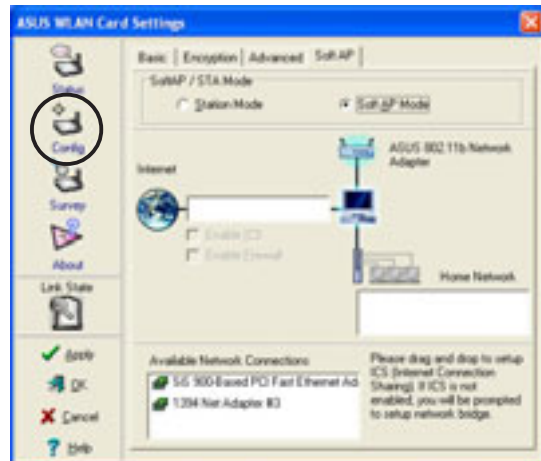 ASUS WLAN Card Settings
Status
Config
Survey
About
Link State
Apply
OK
Cancel
Help
Basic Encryption Advanced Soft AP
SoftAP / STA Mode
Station Mode Soft AP Mode
ASUS 802.11b Network
Adapter
Internet
Enable ICS
Enable Firewall
Home Network
Available Network Connections
SiS 900-Based PCI Fast Ethernet Ad
1394 Net Adapter #3
Please drag and drop to setup
ICS (Internet Connection
Sharing). If ICS is not
enabled, you will be prompted
to setup network bridge.